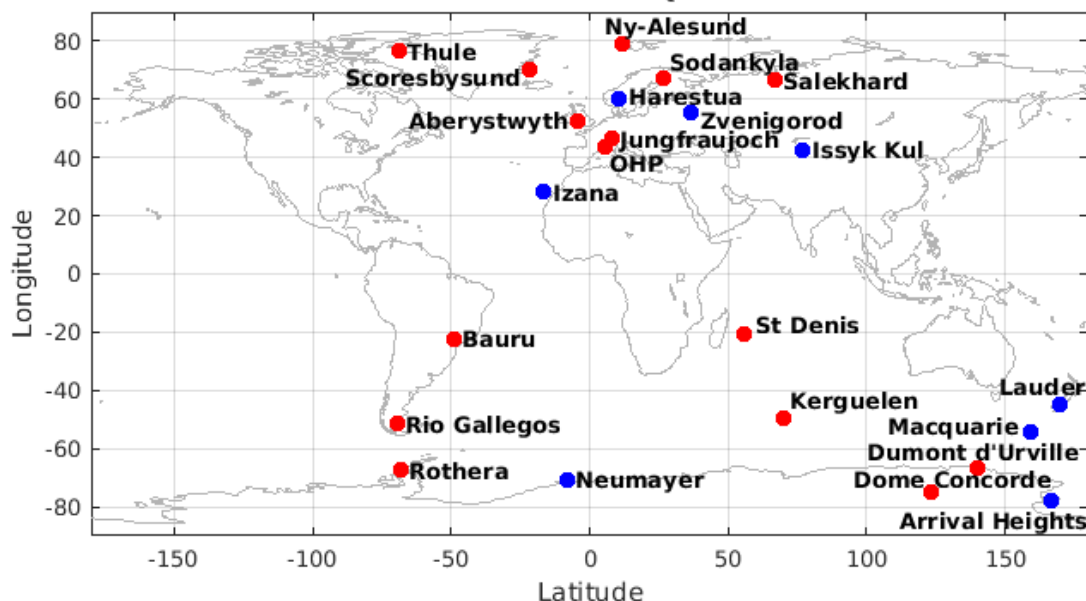 Ny-Alesund
80
Thule
Sodankyla
Scoresbysund
Salekhard
60
Harestua
Aberystwyth
Zvenigorod
Jungfraujoch
40
Issyk Kul
OHP
Izana
20
Longitude
0
-20
St Denis
Bauru
Lauder
-40
Kerguelen
Rio Gallegos
Macquarie
-60
Dumont d'Urville
Rothera
Neumayer
Dome Concorde
-80
Arrival Heights
-150 -100 -50 0 50 100 150
Latitude